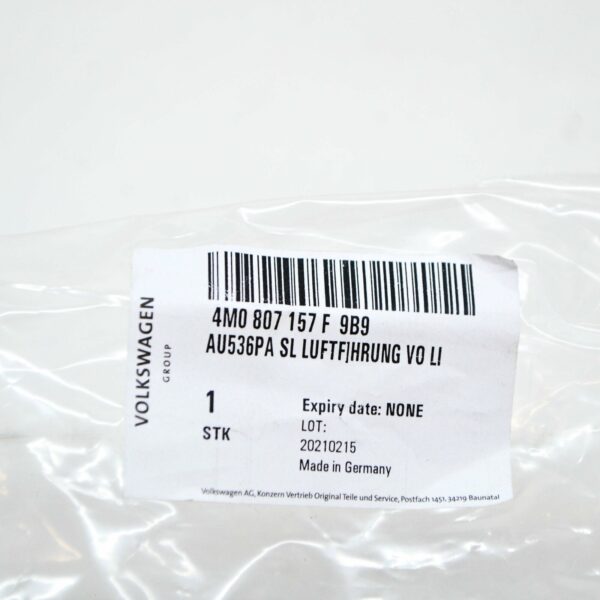 VOLKSWAGEN
GROUP
4M0 807 157 F 9B9
AU536PA SL LUFTF|HRUNG VO LI
1
STK
Expiry date: NONE
LOT:
20210215
Made in Germany
Volkswagen AG, Konzern Vertrieb Original Teile und Service, Postfach 1451, 34219 Baunatal